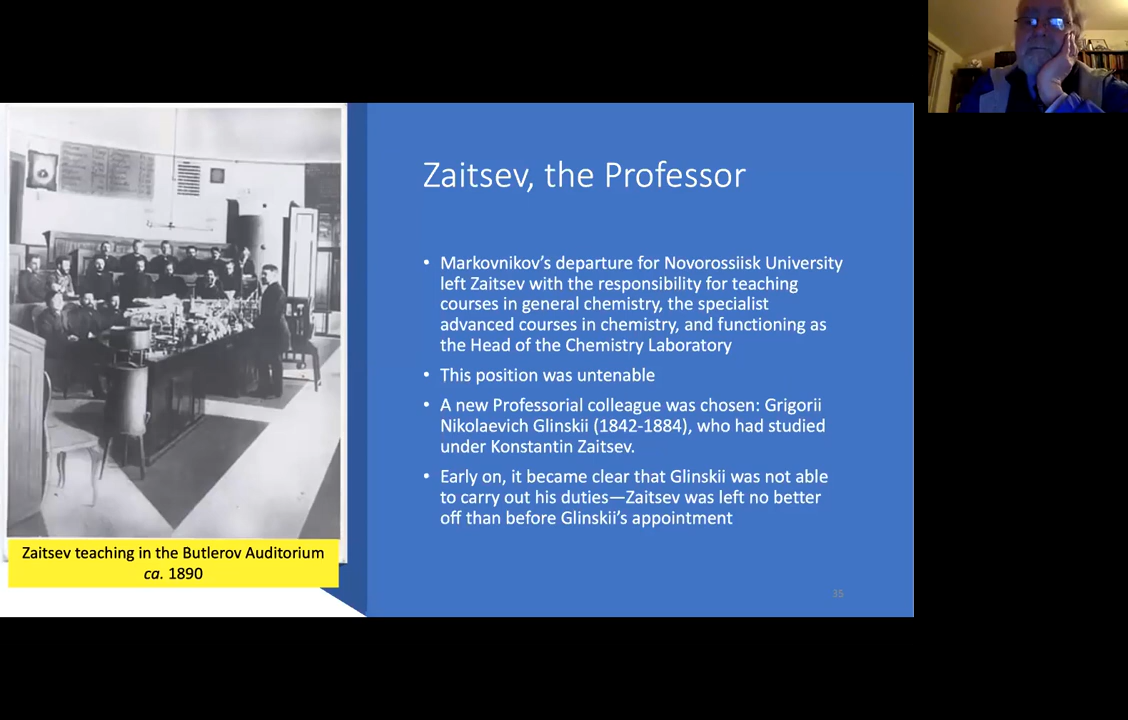 Zaitsev, the Professor
• Markovnikov's departure for Novorossiisk University
left Zaitsev with the responsibility for teaching
courses in general chemistry, the specialist
advanced courses in chemistry, and functioning as
the Head of the Chemistry Laboratory
• This position was untenable
• A new Professorial colleague was chosen: Grigorii
Nikolaevich Glinskii (1842-1884), who had studied
under Konstantin Zaitsev.
• Early on, it became clear that Glinskii was not able
to carry out his duties—Zaitsev was left no better
off than before Glinskii's appointment
Zaitsev teaching in the Butlerov Auditorium
ca. 1890
35